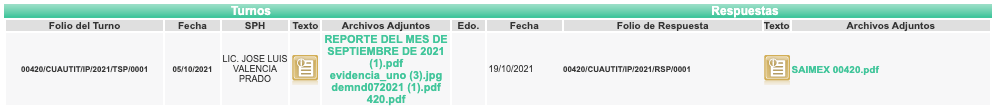 Turnos Respuestas
Folio del Turno Fecha SPH Texto Archivos Adjuntos Edo. Fecha Folio de Respuesta Texto Archivos Adjuntos
00420/CUAUTIT/IP/2021/TSP/0001
05/10/2021
LIC. JOSE LUIS
VALENCIA
PRADO
REPORTE DEL MES DE
SEPTIEMBRE DE 2021
(1).pdf
evidencia_uno (3).jpg
demnd072021 (1).pdf
420.pdf
19/10/2021
00420/CUAUTIT/IP/2021/RSP/0001
SAIMEX 00420.pdf